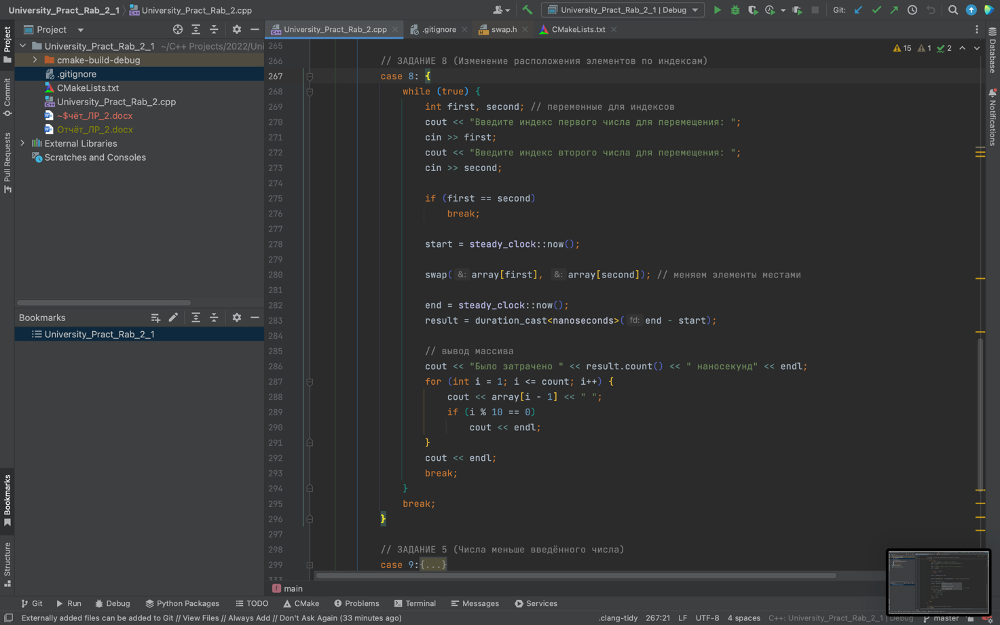 University_Pract_Rab_2_1 〉 University_Pract_Rab_2.cpp
University_Pract_Rab_2_1 | Debug
Git:
Project
University_Pract_Rab_2.cpp
.gitignore
swap.h
CMakeLists.txt
University_Pract_Rab_2_1 ~/C++ Projects/2022/Uni
cmake-build-debug
.gitignore
CMakeLists.txt
University_Pract_Rab_2.cpp
~$чёт_ЛР_2.docx
Отчёт_ЛР_2.docx
External Libraries
Scratches and Consoles
Bookmarks
University_Pract_Rab_2_1
Project
Commit
Pull Requests
Bookmarks
Structure
Database
Notifications
15 1 2
265
266 // ЗАДАНИЕ 8 (Изменение расположения элементов по индексам)
267 case 8: {
268 while (true) {
269 int first, second; // переменные для индексов
270 cout << "Введите индекс первого числа для перемещения: ";
271 cin >> first;
272 cout << "Введите индекс второго числа для перемещения: ";
273 cin >> second;
274
275 if (first == second)
276 break;
277
278 start = steady_clock::now();
279
280 swap( &: array[first], &: array[second]); // меняем элементы местами
281
282 end = steady_clock::now();
283 result = duration_cast<nanoseconds>( fd: end - start);
284
285 // вывод массива
286 cout << "Было затрачено " << result.count() << " наносекунд" << endl;
287 for (int i = 1; i <= count; i++) {
288 cout << array[i - 1] << " ";
289 if (i % 10 == 0)
290 cout << endl;
291 }
292 cout << endl;
293 break;
294 }
295 break;
296 }
297
298 // ЗАДАНИЕ 5 (Числа меньше введённого числа)
299 case 9:{...}
333
f main
Git Run Debug Python Packages TODO CMake Problems Terminal Messages Services
Externally added files can be added to Git // View Files // Always Add // Don't Ask Again (33 minutes ago)
.clang-tidy 267:21 LF UTF-8 4 spaces C++: University_Pract_Rab_2_1 | Debug master